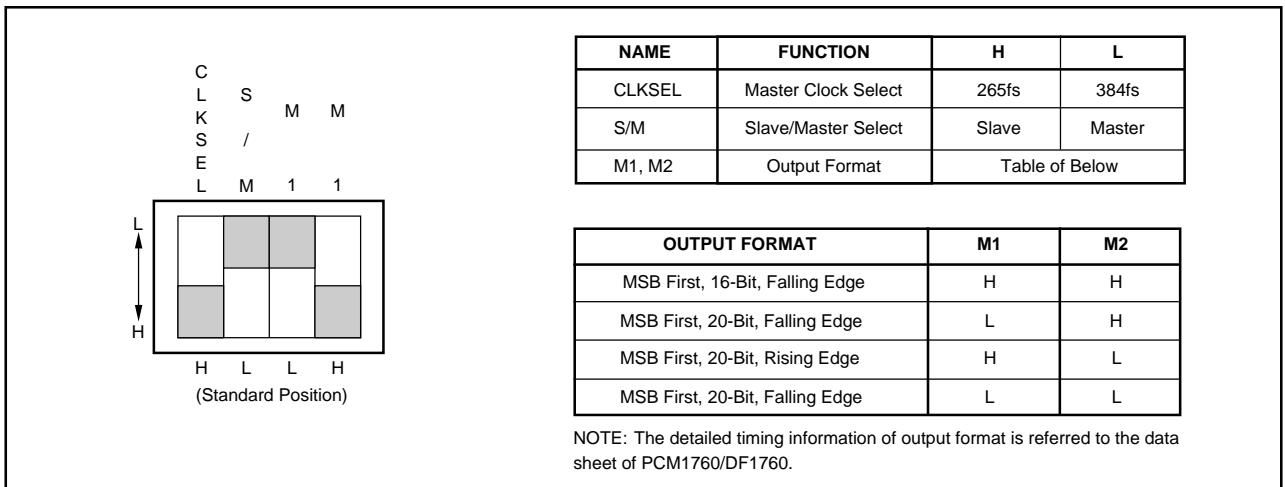 CLKSEL S/M M1 M1
L
H
H L L H
(Standard Position)
NAME FUNCTION H L
CLKSEL Master Clock Select 265fs 384fs
S/M Slave/Master Select Slave Master
M1, M2 Output Format Table of Below
OUTPUT FORMAT M1 M2
MSB First, 16-Bit, Falling Edge H H
MSB First, 20-Bit, Falling Edge L H
MSB First, 20-Bit, Rising Edge H L
MSB First, 20-Bit, Falling Edge L L
NOTE: The detailed timing information of output format is referred to the data
sheet of PCM1760/DF1760.